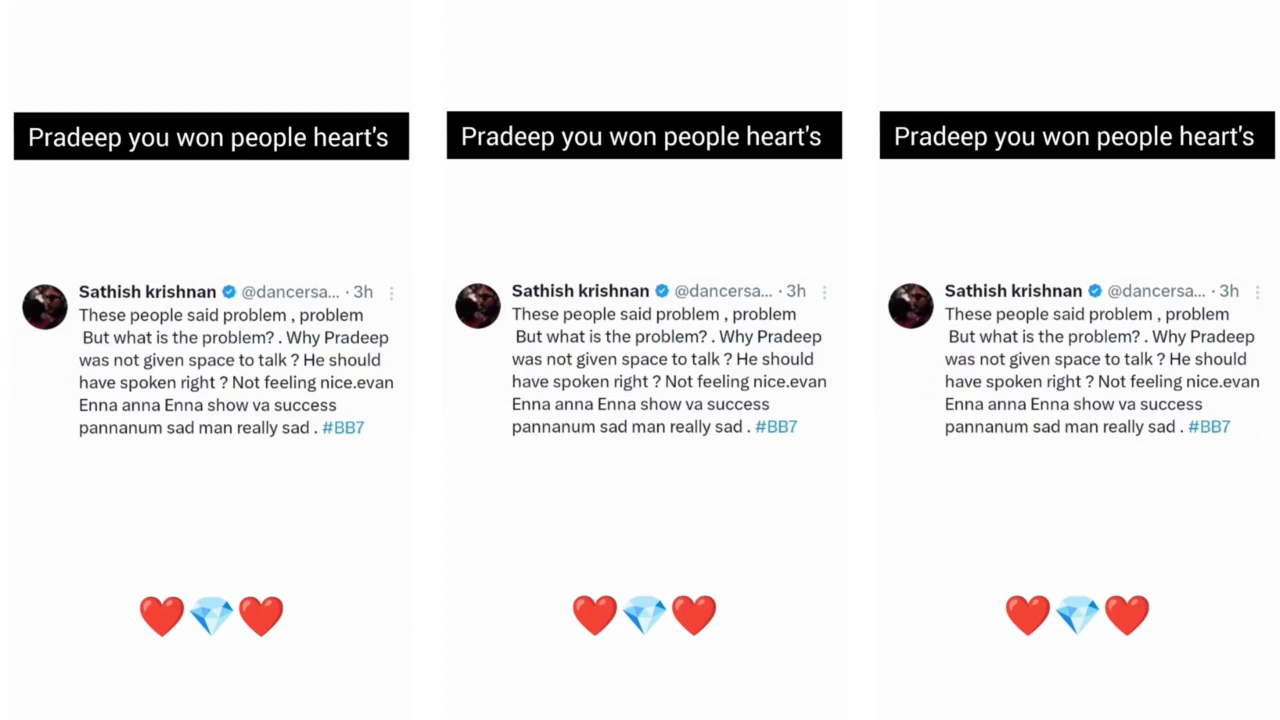 Pradeep you won people heart's
Sathish krishnan @dancersa... · 3h
These people said problem , problem
But what is the problem? . Why Pradeep
was not given space to talk ? He should
have spoken right ? Not feeling nice.evan
Enna anna Enna show va success
pannanum sad man really sad . #BB7
❤️💎❤️
Pradeep you won people heart's
Sathish krishnan @dancersa... · 3h
These people said problem , problem
But what is the problem? . Why Pradeep
was not given space to talk ? He should
have spoken right ? Not feeling nice.evan
Enna anna Enna show va success
pannanum sad man really sad . #BB7
❤️💎❤️
Pradeep you won people heart's
Sathish krishnan @dancersa... · 3h
These people said problem , problem
But what is the problem? . Why Pradeep
was not given space to talk ? He should
have spoken right ? Not feeling nice.evan
Enna anna Enna show va success
pannanum sad man really sad . #BB7
❤️💎❤️